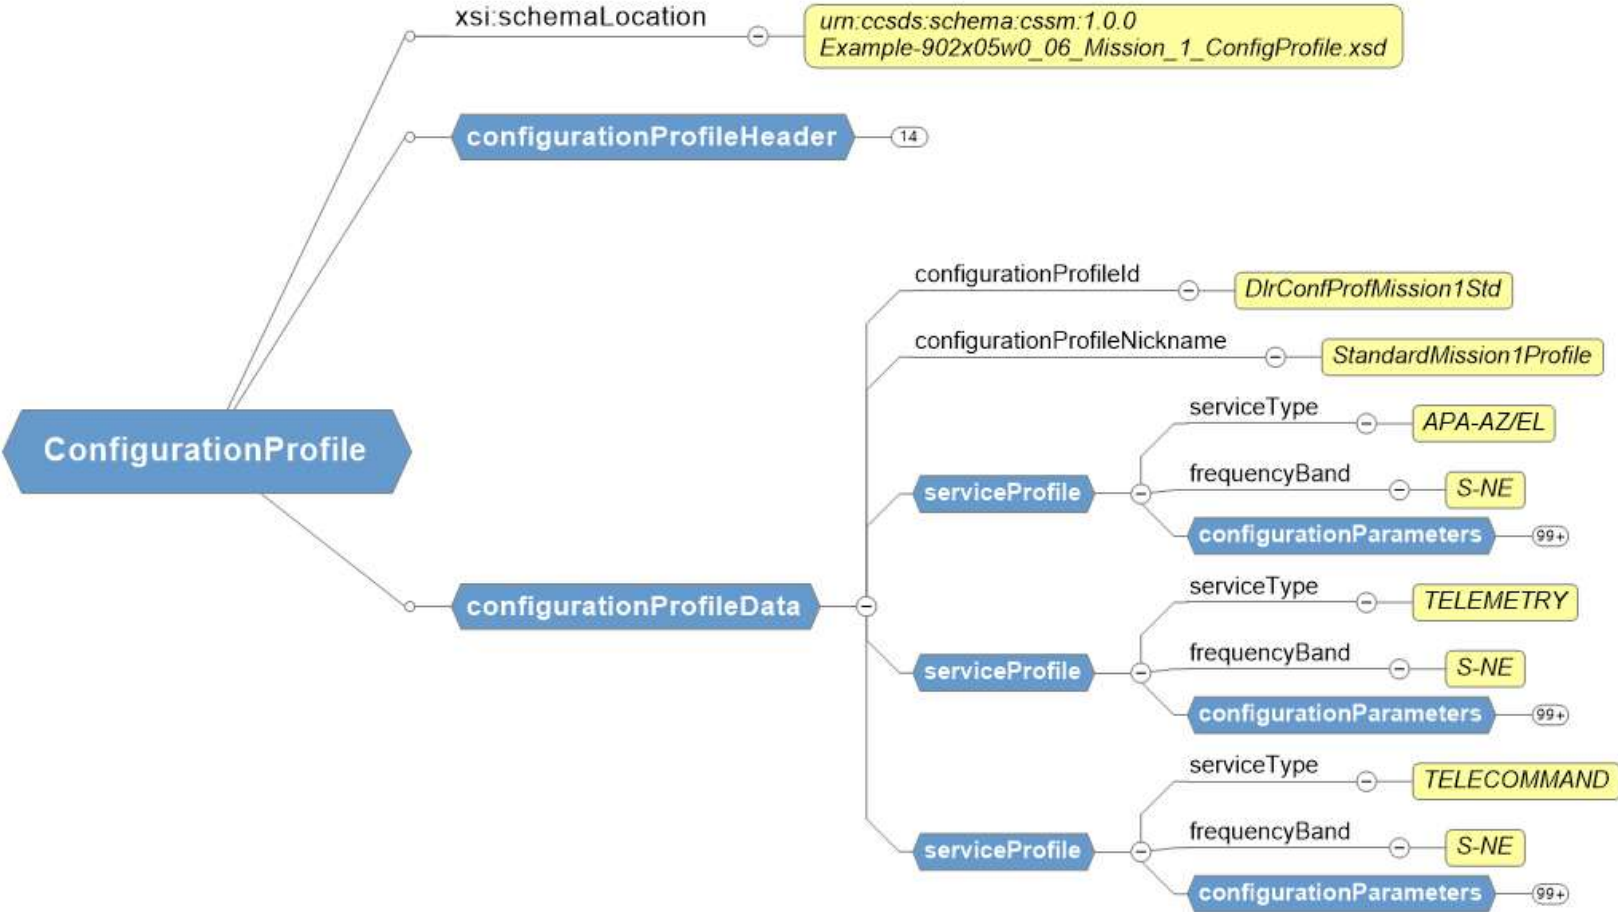 xsi:schemaLocation
urn:ccsds:schema:cssm:1.0.0
Example-902x05w0_06_Mission_1_ConfigProfile.xsd
configurationProfileHeader
14
configurationProfileId
DlrConfProfMission1Std
configurationProfileNickname
StandardMission1Profile
serviceType
APA-AZ/EL
ConfigurationProfile
frequencyBand
S-NE
serviceProfile
configurationParameters
99+
serviceType
TELEMETRY
configurationProfileData
frequencyBand
S-NE
serviceProfile
configurationParameters
99+
serviceType
TELECOMMAND
frequencyBand
S-NE
serviceProfile
configurationParameters
99+